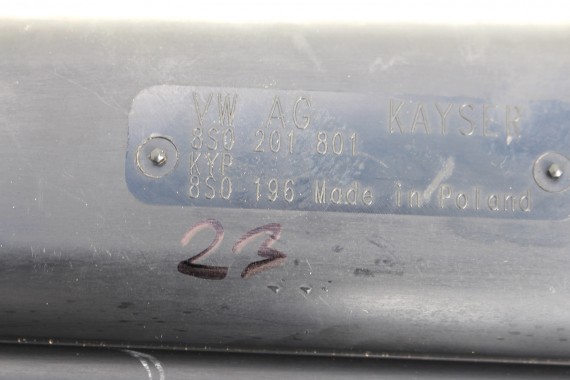 VW AG KAYSER
8S0 201 801
KYP
8S0 196 Made in Poland
23